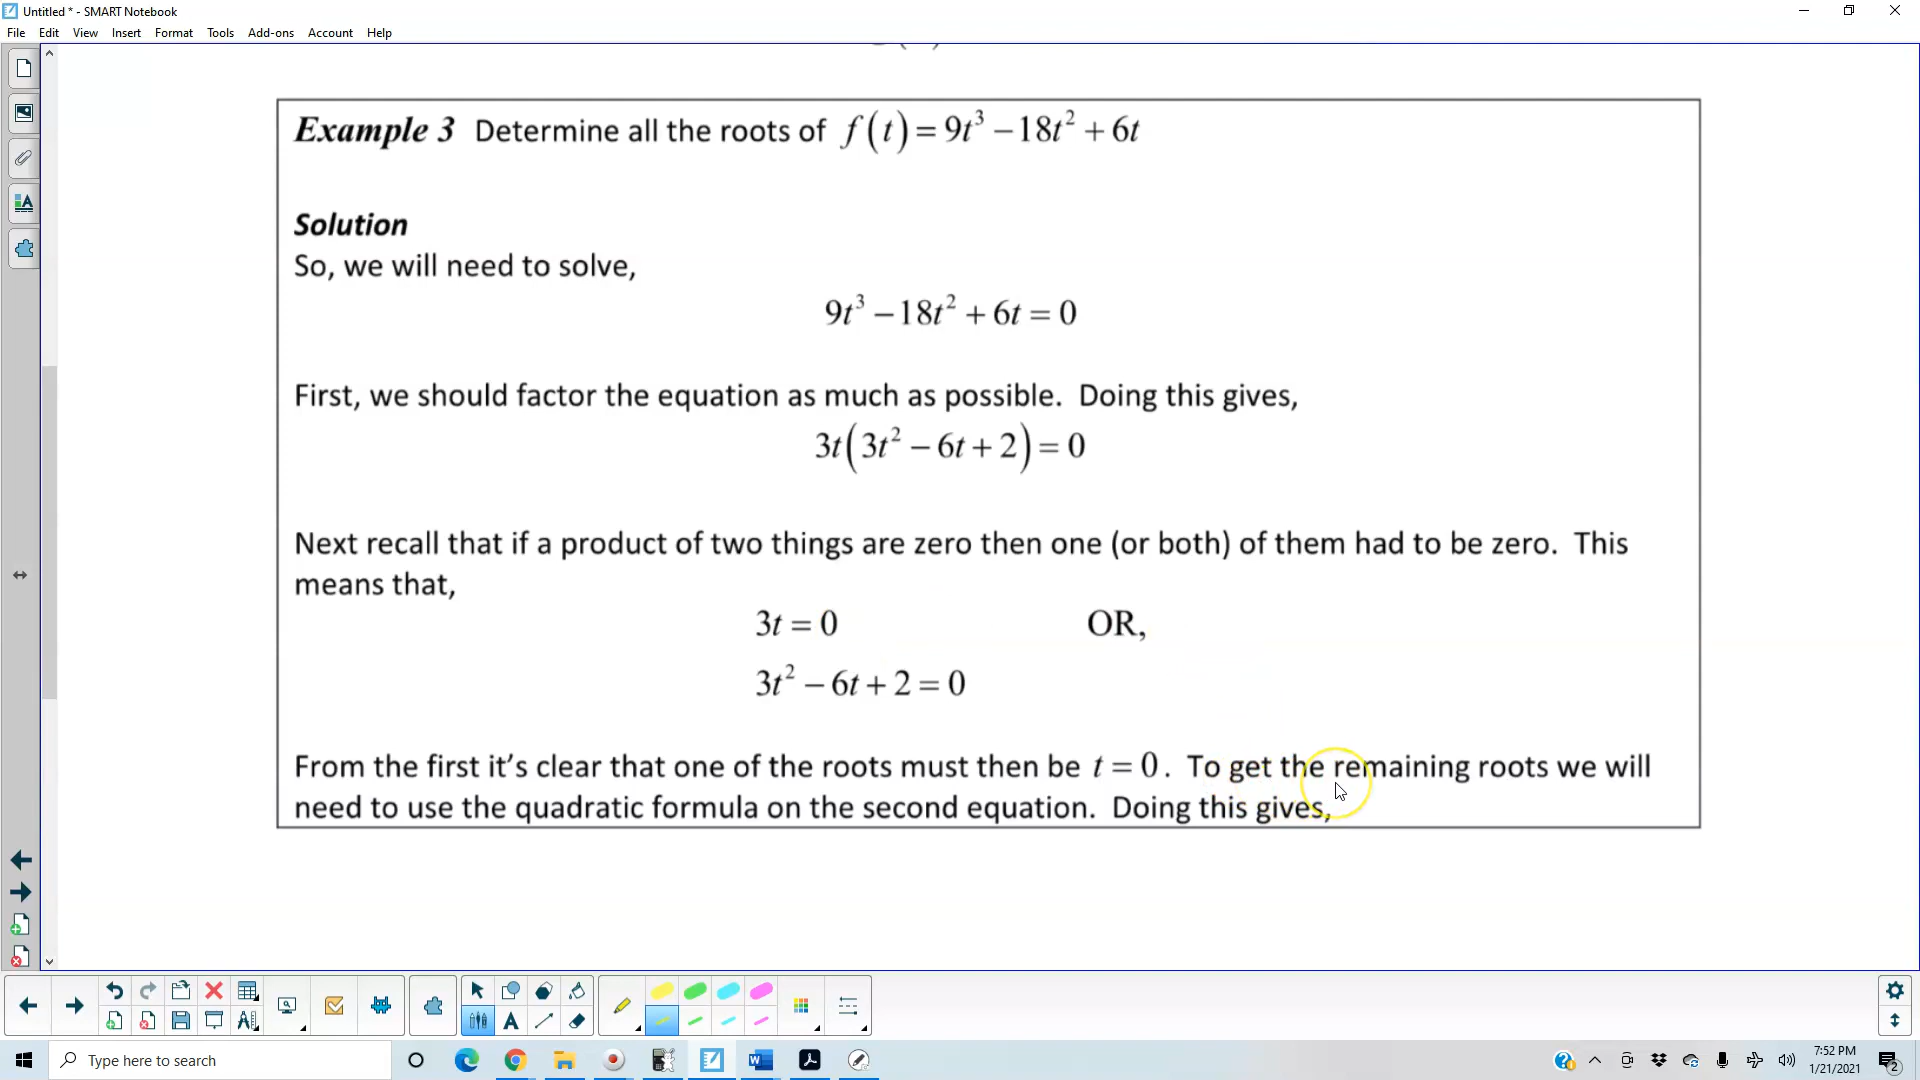 Untitled * - SMART Notebook
File Edit View Insert Format Tools Add-ons Account Help
Example 3 Determine all the roots of f(t) = 9t³ − 18t² + 6t
Solution
So, we will need to solve,
9t³ − 18t² + 6t = 0
First, we should factor the equation as much as possible. Doing this gives,
3t(3t² − 6t + 2) = 0
Next recall that if a product of two things are zero then one (or both) of them had to be zero. This
means that,
3t = 0 OR,
3t² − 6t + 2 = 0
From the first it’s clear that one of the roots must then be t = 0. To get the remaining roots we will
need to use the quadratic formula on the second equation. Doing this gives,
Type here to search
7:52 PM
1/21/2021
2